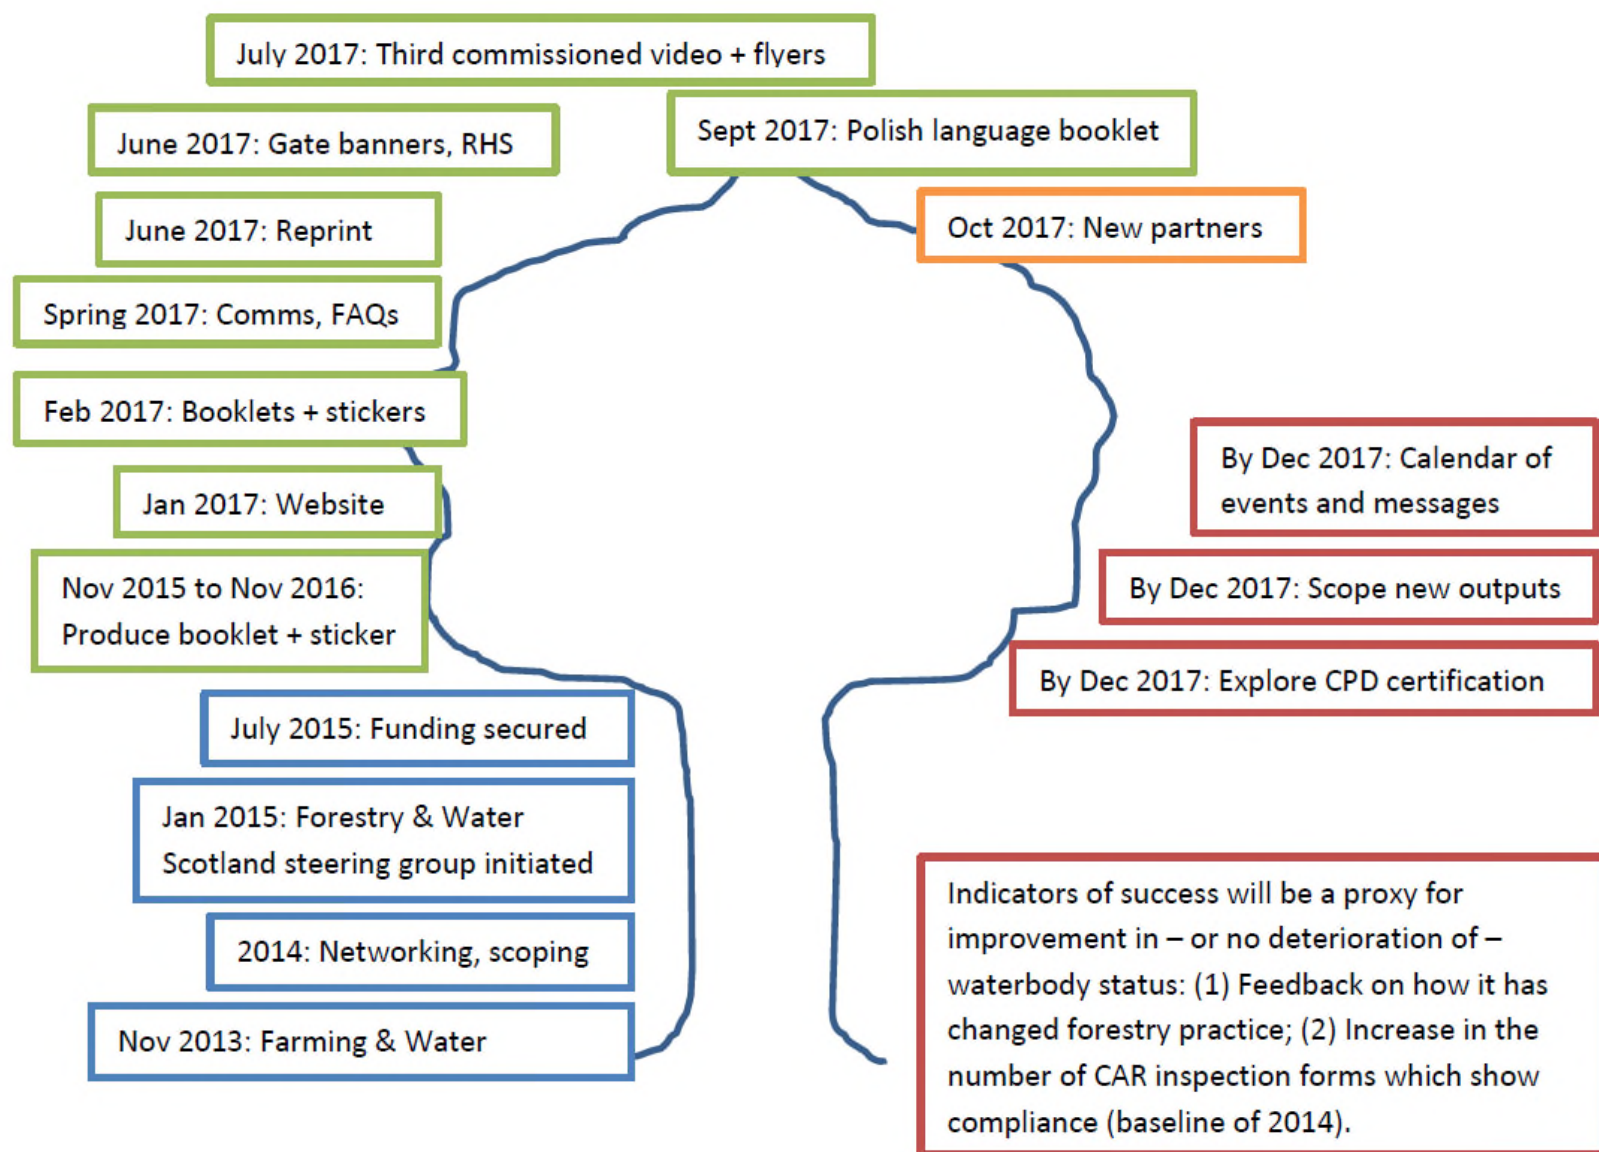 July 2017: Third commissioned video + flyers
Sept 2017: Polish language booklet
June 2017: Gate banners, RHS
June 2017: Reprint
Oct 2017: New partners
Spring 2017: Comms, FAQs
Feb 2017: Booklets + stickers
Jan 2017: Website
Nov 2015 to Nov 2016:
Produce booklet + sticker
July 2015: Funding secured
Jan 2015: Forestry & Water
Scotland steering group initiated
2014: Networking, scoping
Nov 2013: Farming & Water
By Dec 2017: Calendar of
events and messages
By Dec 2017: Scope new outputs
By Dec 2017: Explore CPD certification
Indicators of success will be a proxy for
improvement in – or no deterioration of –
waterbody status: (1) Feedback on how it has
changed forestry practice; (2) Increase in the
number of CAR inspection forms which show
compliance (baseline of 2014).